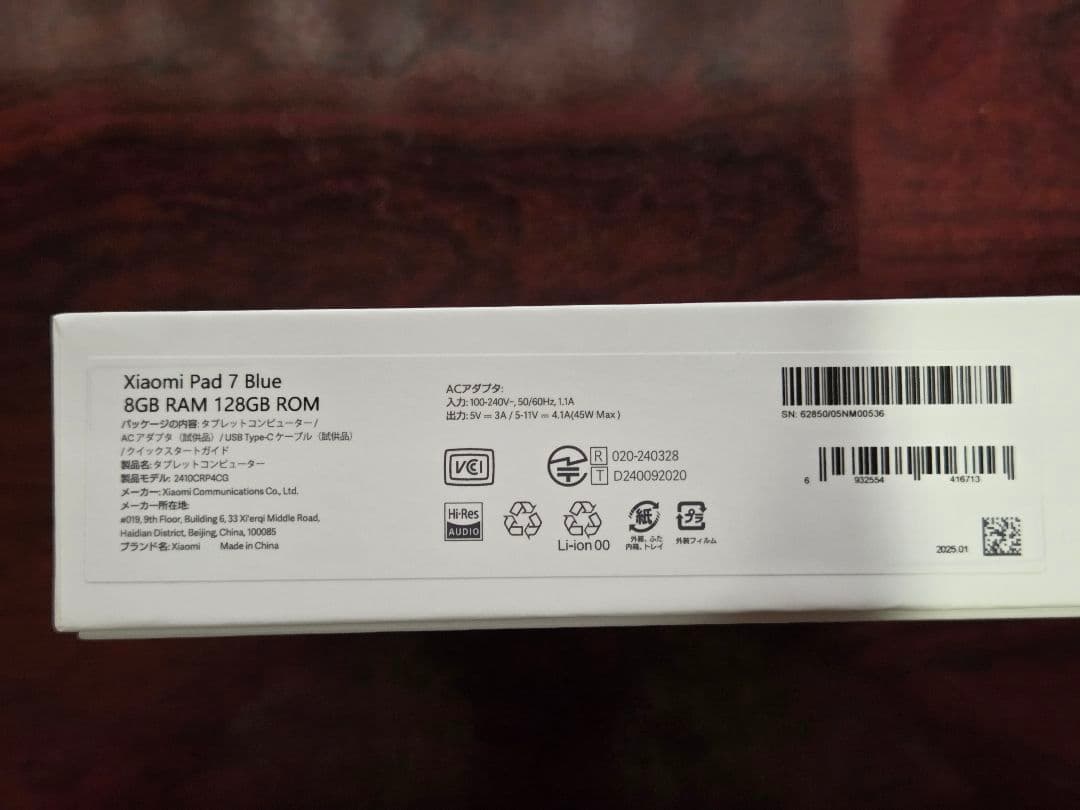 Xiaomi Pad 7 Blue
8GB RAM 128GB ROM
パッケージの内容: タブレットコンピューター /
ACアダプタ（試供品）/ USB Type-C ケーブル（試供品）
/ クイックスタートガイド
製品名: タブレットコンピューター
製品モデル: 2410CRP4CG
メーカー: Xiaomi Communications Co., Ltd.
メーカー所在地:
#019, 9th Floor, Building 6, 33 Xi'erqi Middle Road,
Haidian District, Beijing, China, 100085
ブランド名: Xiaomi Made in China
ACアダプタ:
入力: 100-240V~, 50/60Hz, 1.1A
出力: 5V⎓3A / 5-11V⎓4.1A(45W Max)
VCCI
R 020-240328
T D240092020
Hi-Res
AUDIO
Li-ion 00
紙
外箱、ふた
内箱、トレイ
プラ
外装フィルム
SN: 62850/05NM00536
6 932554 416713
2025.01